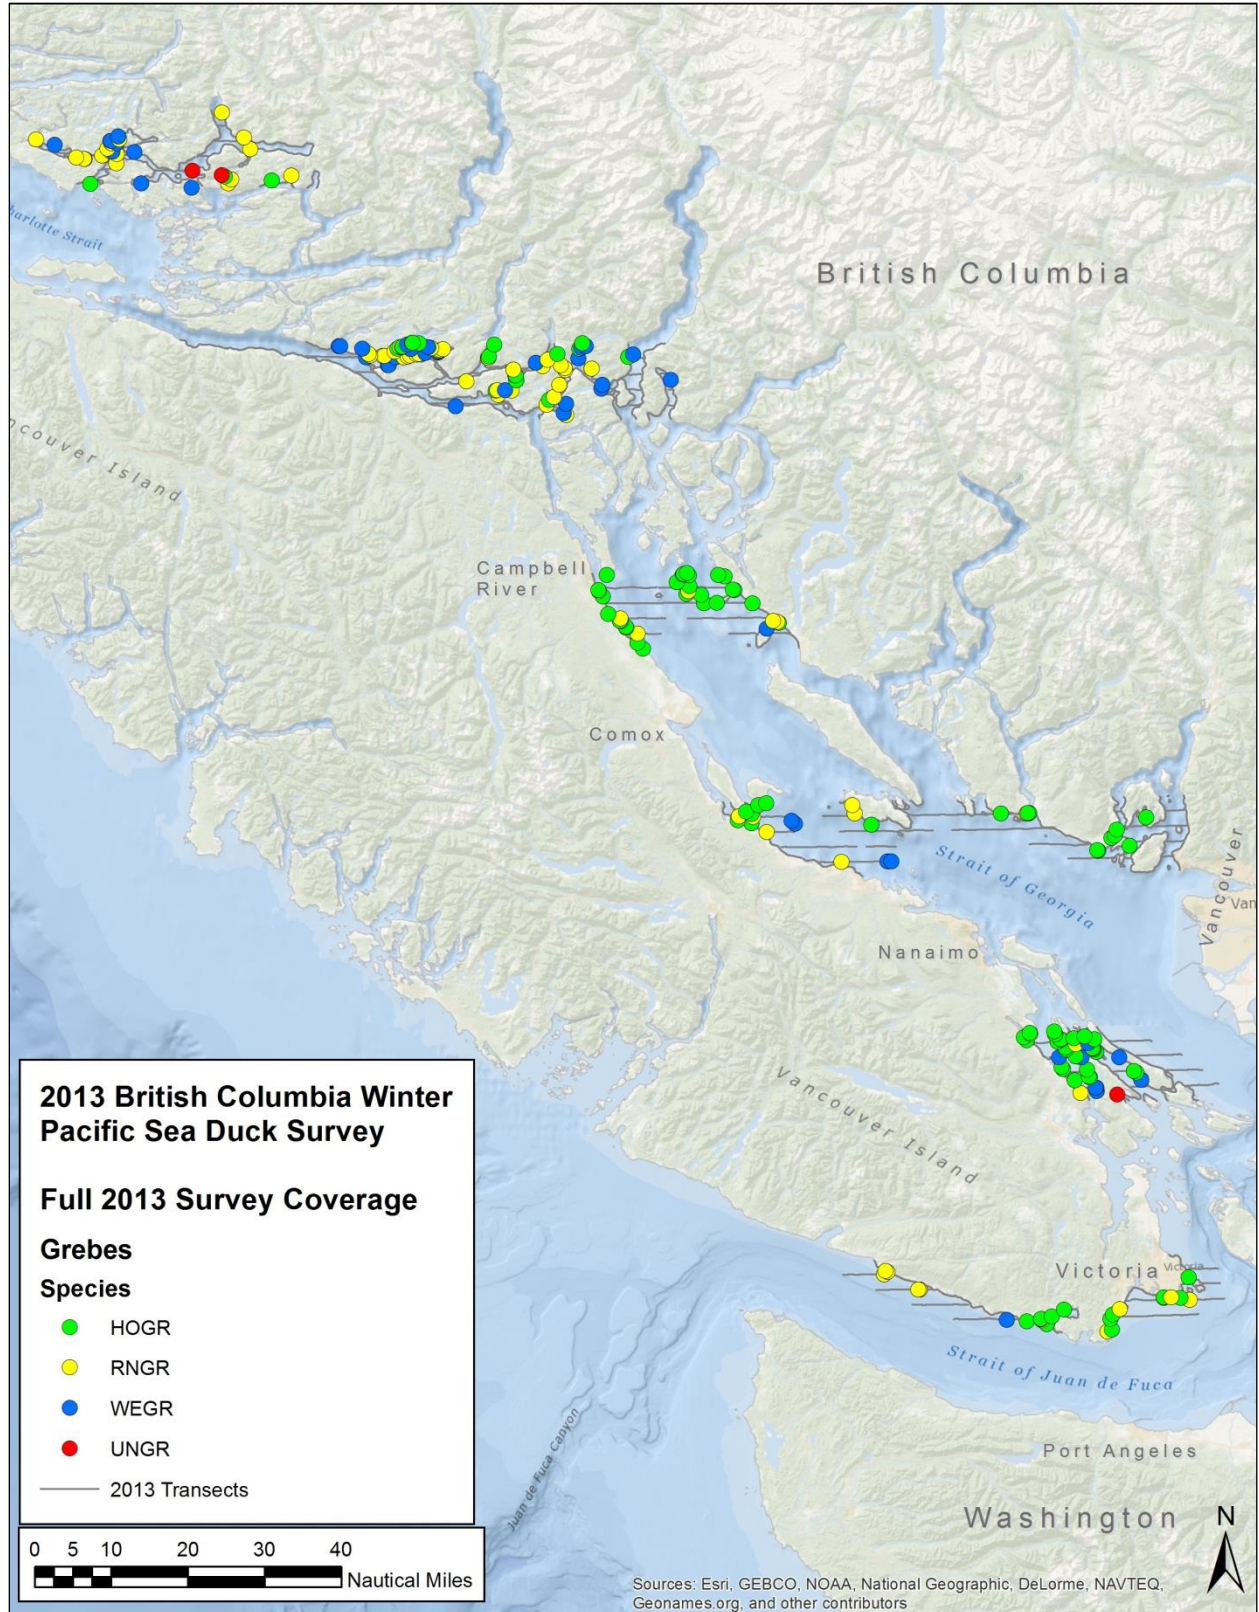 harlotte Strait
British Columbia
ncouver Island
Campbell
River
Comox
Strait of Georgia
Vancouver
Van
Nanaimo
Vancouver Island
Victoria
Victoria
Strait of Juan de Fuca
Juan de Fuca Canyon
Port Angeles
Washington
N
2013 British Columbia Winter
Pacific Sea Duck Survey
Full 2013 Survey Coverage
Grebes
Species
HOGR
RNGR
WEGR
UNGR
2013 Transects
0 5 10 20 30 40
Nautical Miles
Sources: Esri, GEBCO, NOAA, National Geographic, DeLorme, NAVTEQ,
Geonames.org, and other contributors